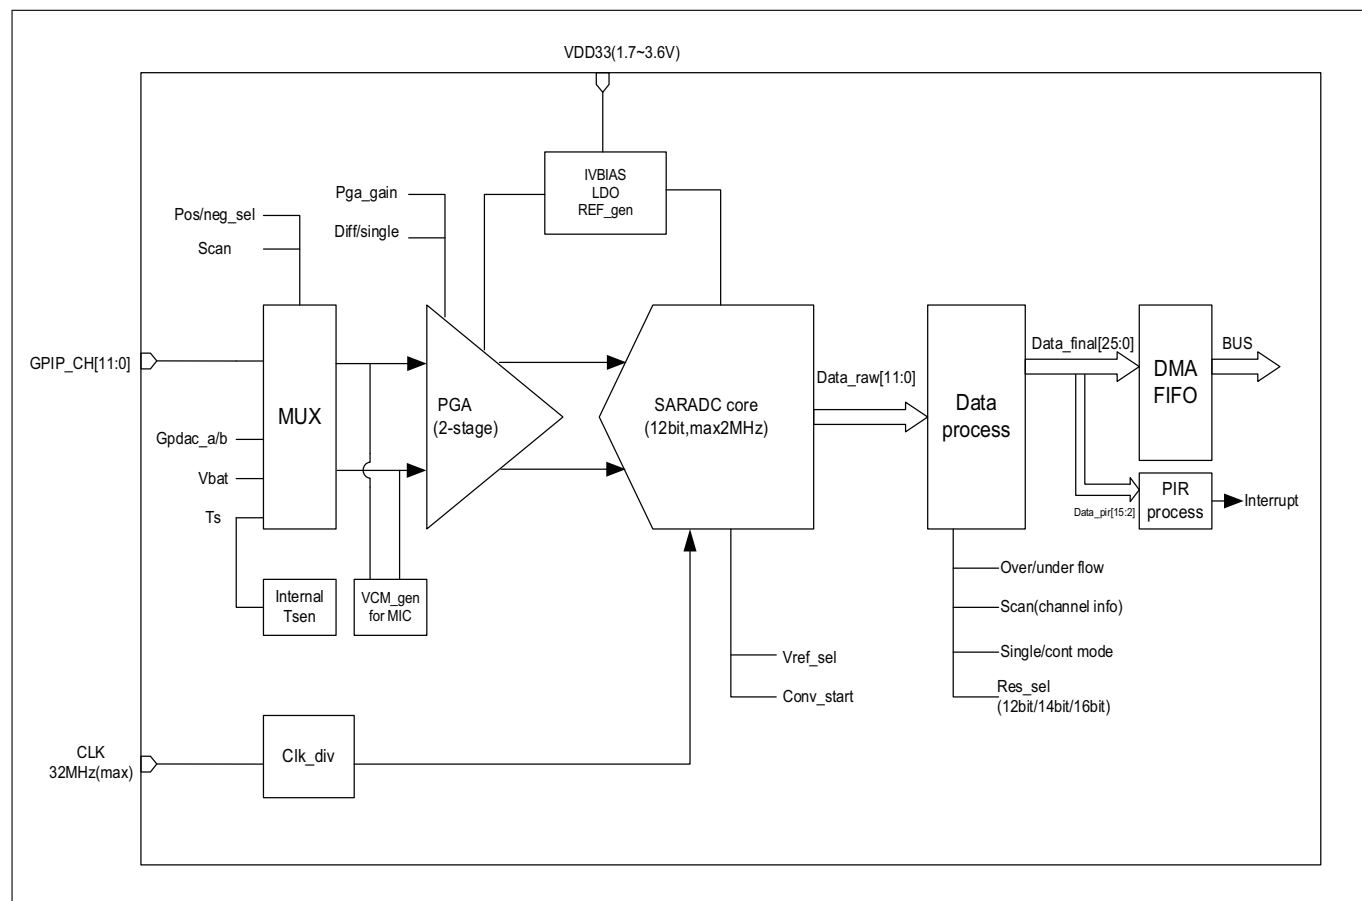 VDD33(1.7~3.6V)
IVBIAS
LDO
REF_gen
Pga_gain
Diff/single
Pos/neg_sel
Scan
GPIP_CH[11:0]
MUX
Gpdac_a/b
Vbat
Ts
Internal
Tsen
VCM_gen
for MIC
PGA
(2-stage)
SARADC core
(12bit,max2MHz)
Data_raw[11:0]
Data
process
Data_final[25:0]
DMA
FIFO
BUS
Data_pir[15:2]
PIR
process
Interrupt
Over/under flow
Scan(channel info)
Single/cont mode
Res_sel
(12bit/14bit/16bit)
Vref_sel
Conv_start
CLK
32MHz(max)
Clk_div